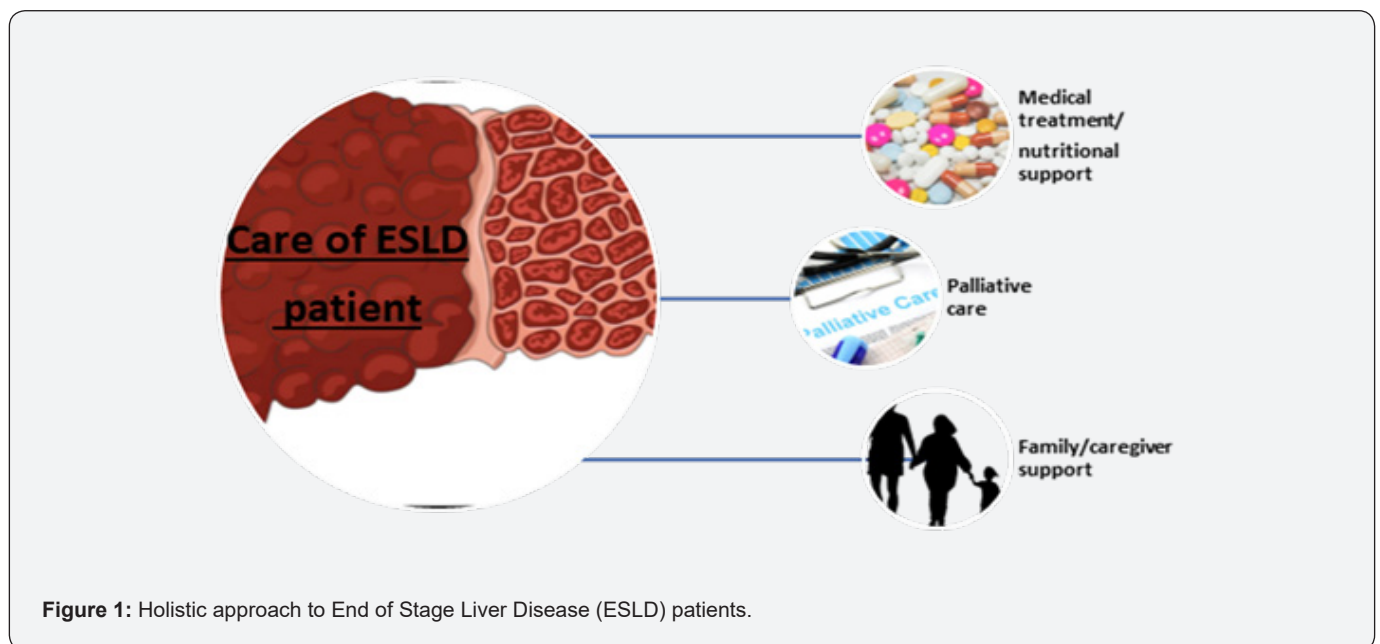 Care of ESLD
patient
Medical
treatment/
nutritional
support
Palliative Care
Palliative
care
Family/caregiver
support
Figure 1: Holistic approach to End of Stage Liver Disease (ESLD) patients.